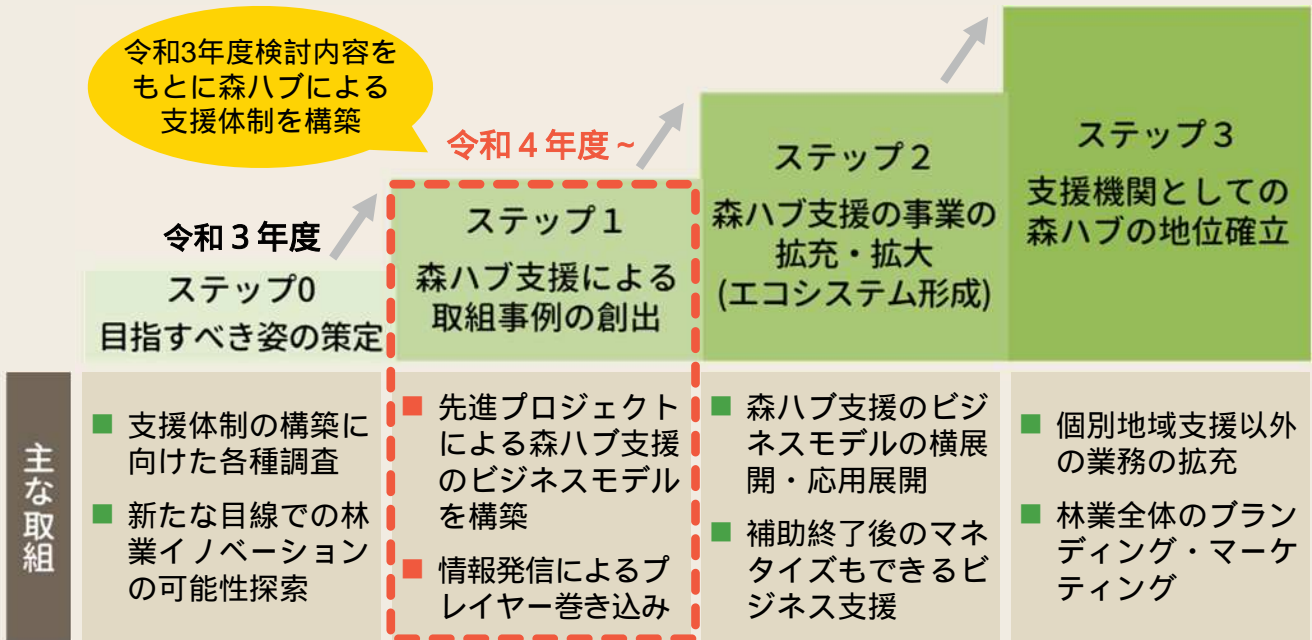 令和3年度検討内容を
もとに森ハブによる
支援体制を構築
令和３年度
ステップ0
目指すべき姿の策定
令和４年度~
ステップ１
森ハブ支援による
取組事例の創出
ステップ２
森ハブ支援の事業の
拡充・拡大
(エコシステム形成)
ステップ３
支援機関としての
森ハブの地位確立
主な取組
■ 支援体制の構築に
向けた各種調査
■ 新たな目線での林
業イノベーション
の可能性探索
■ 先進プロジェクト
による森ハブ支援
のビジネスモデル
を構築
■ 情報発信によるプ
レイヤー巻き込み
■ 森ハブ支援のビジ
ネスモデルの横展
開・応用展開
■ 補助終了後のマネ
タイズもできるビ
ジネス支援
■ 個別地域支援以外
の業務の拡充
■ 林業全体のブラン
ディング・マーケ
ティング